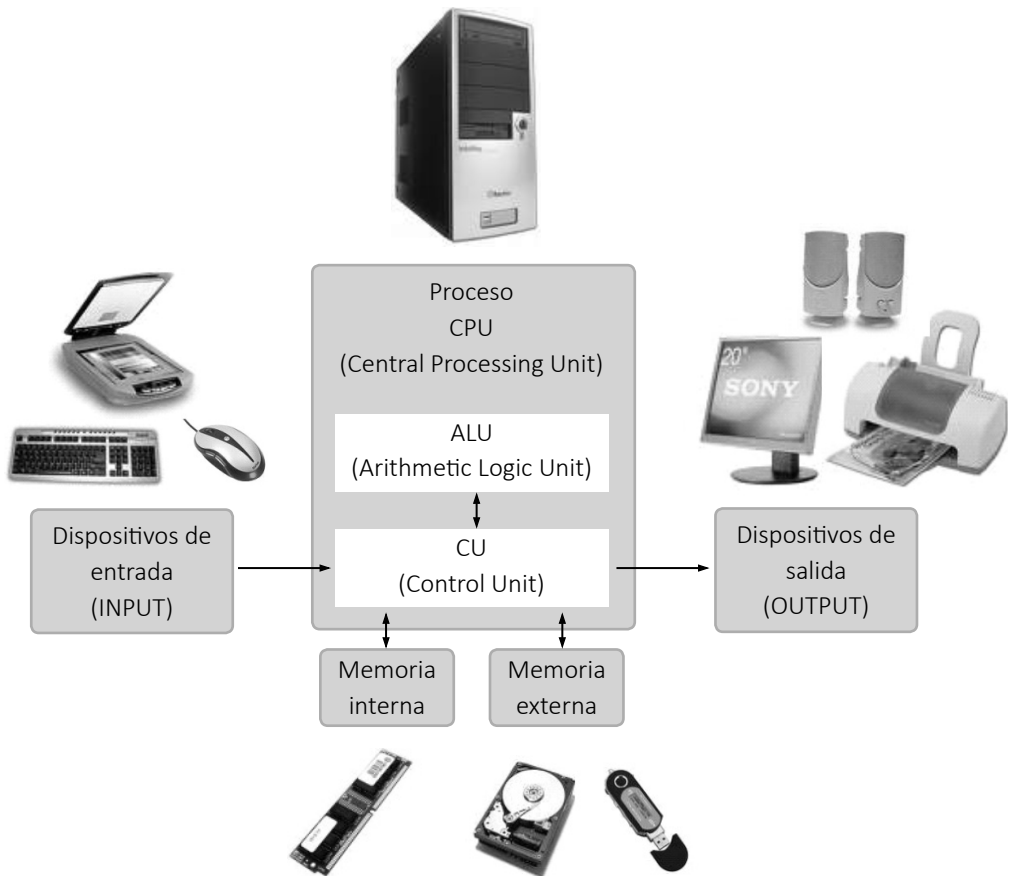 Proceso
CPU
(Central Processing Unit)
20"
SONY
ALU
(Arithmetic Logic Unit)
Dispositivos de
entrada
(INPUT)
CU
(Control Unit)
Dispositivos de
salida
(OUTPUT)
Memoria
interna
Memoria
externa